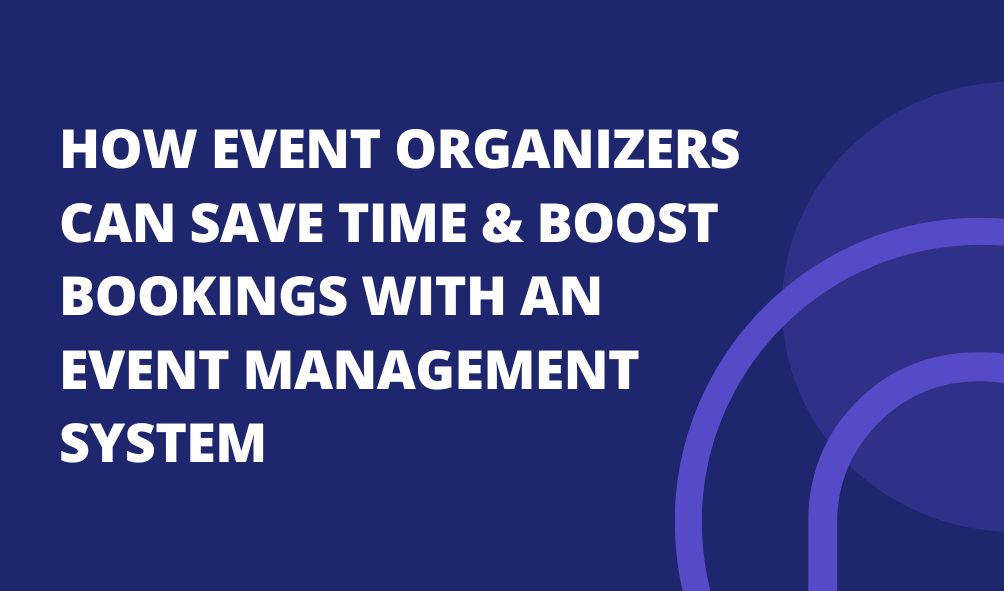 HOW EVENT ORGANIZERS
CAN SAVE TIME & BOOST
BOOKINGS WITH AN
EVENT MANAGEMENT
SYSTEM